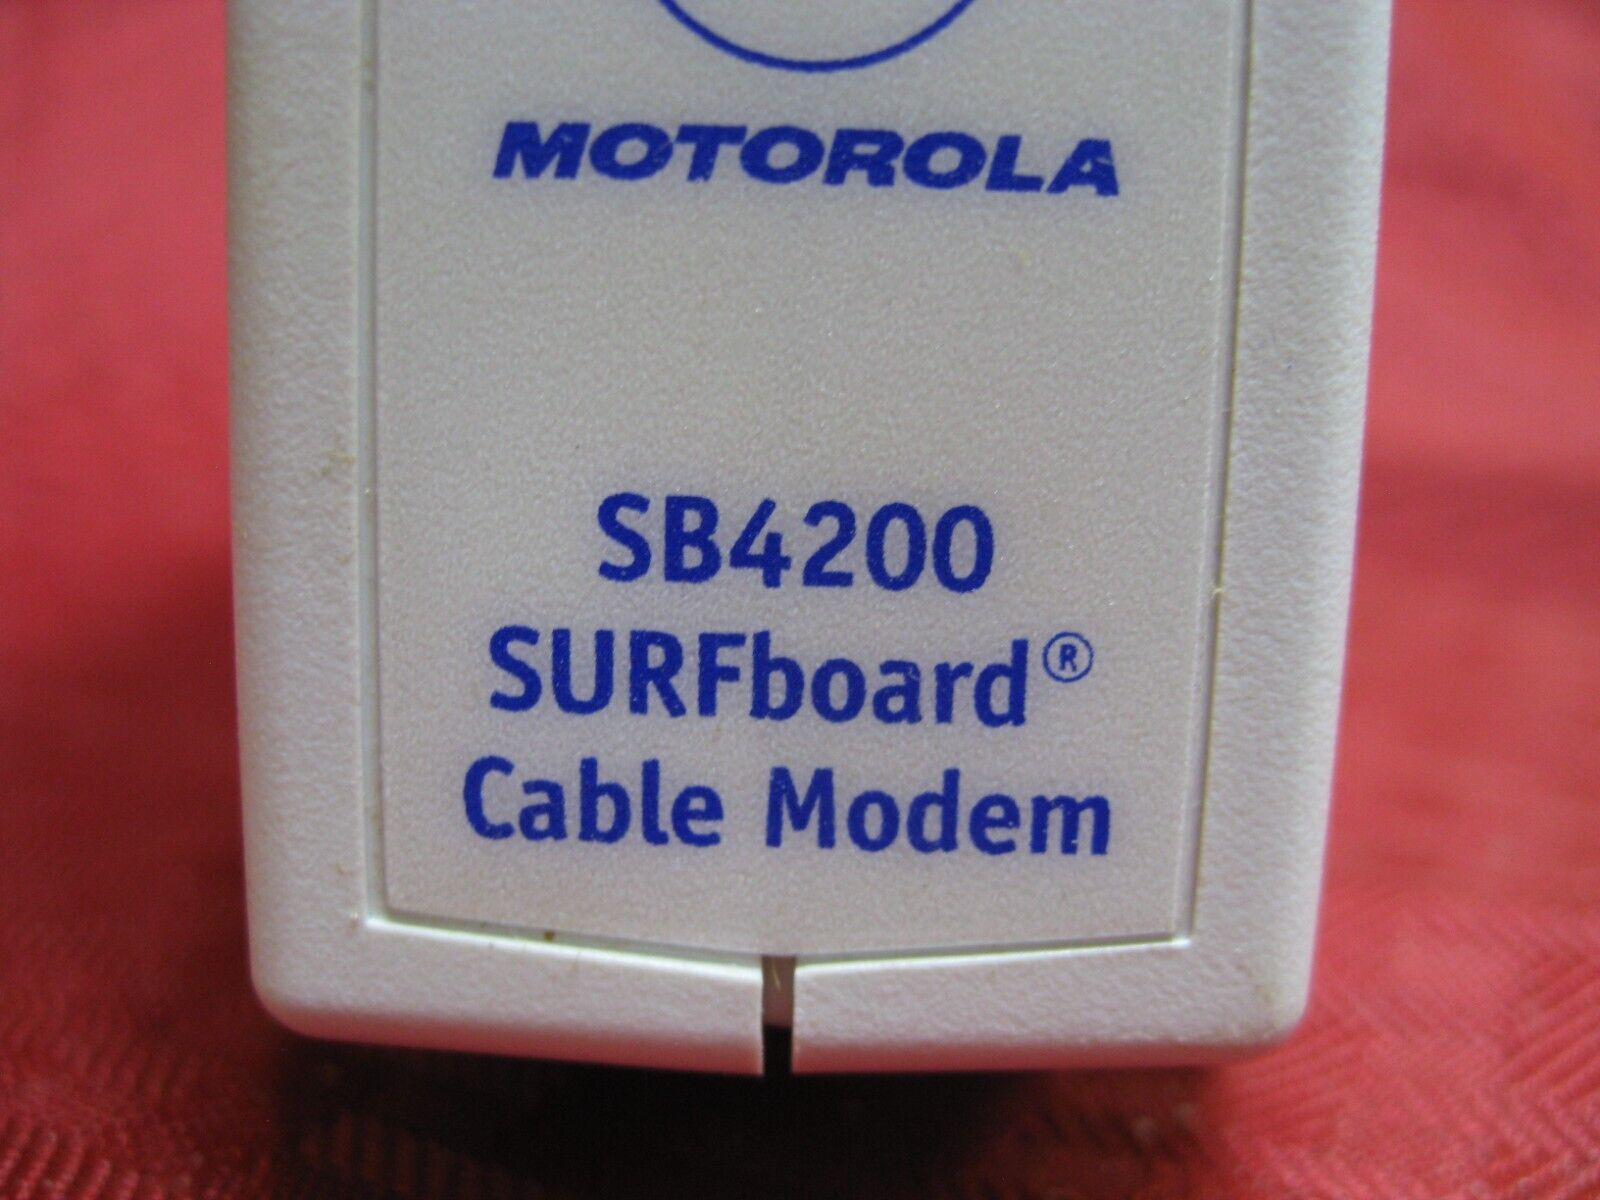 MOTOROLA
SB4200
SURFboard®
Cable Modem